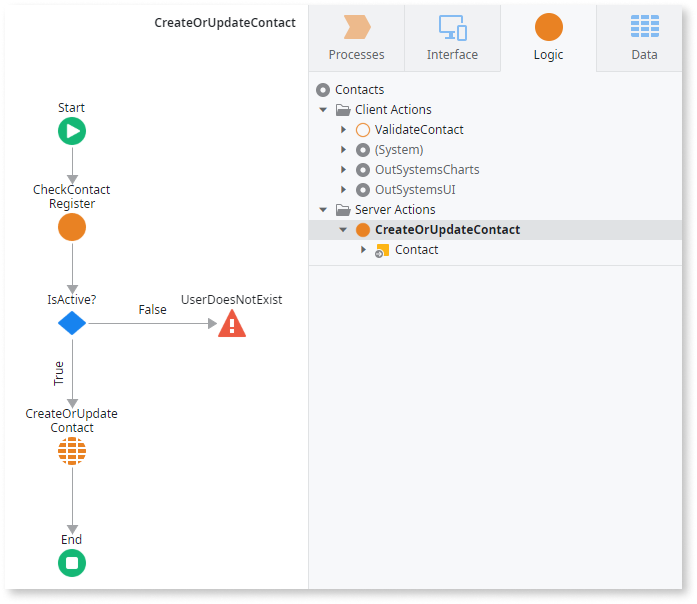 CreateOrUpdateContact
Start
CheckContact
Register
IsActive?
False
UserDoesNotExist
True
CreateOrUpdate
Contact
End
Processes
Interface
Logic
Data
Contacts
Client Actions
ValidateContact
(System)
OutSystemsCharts
OutSystemsUI
Server Actions
CreateOrUpdateContact
Contact